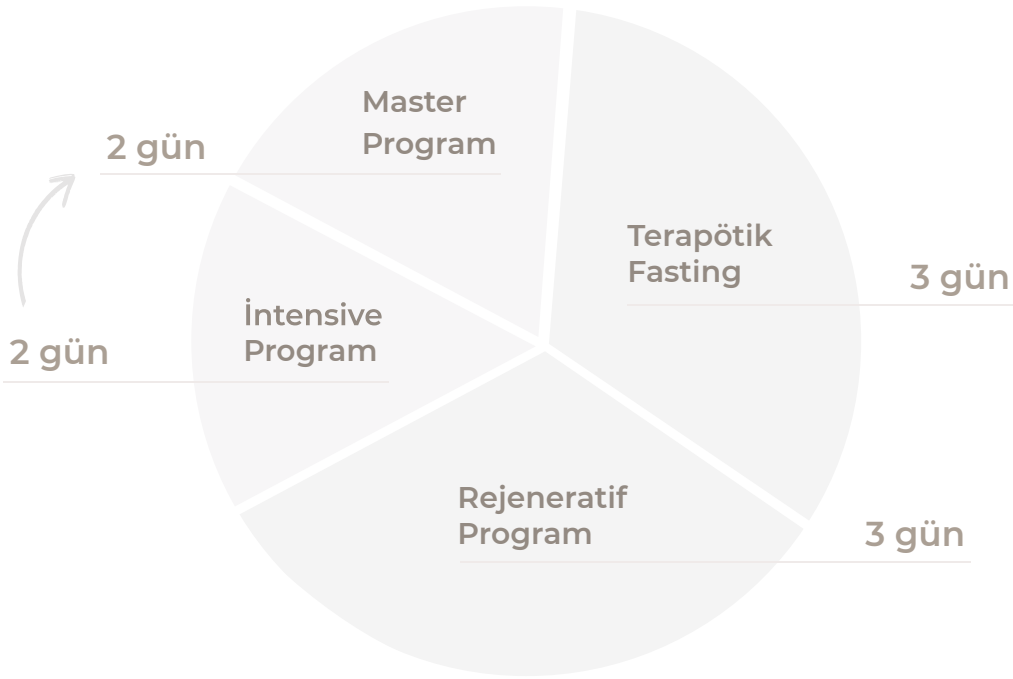 Master
Program
2 gün
Terapötik
Fasting
3 gün
İntensive
Program
2 gün
Rejeneratif
Program
3 gün